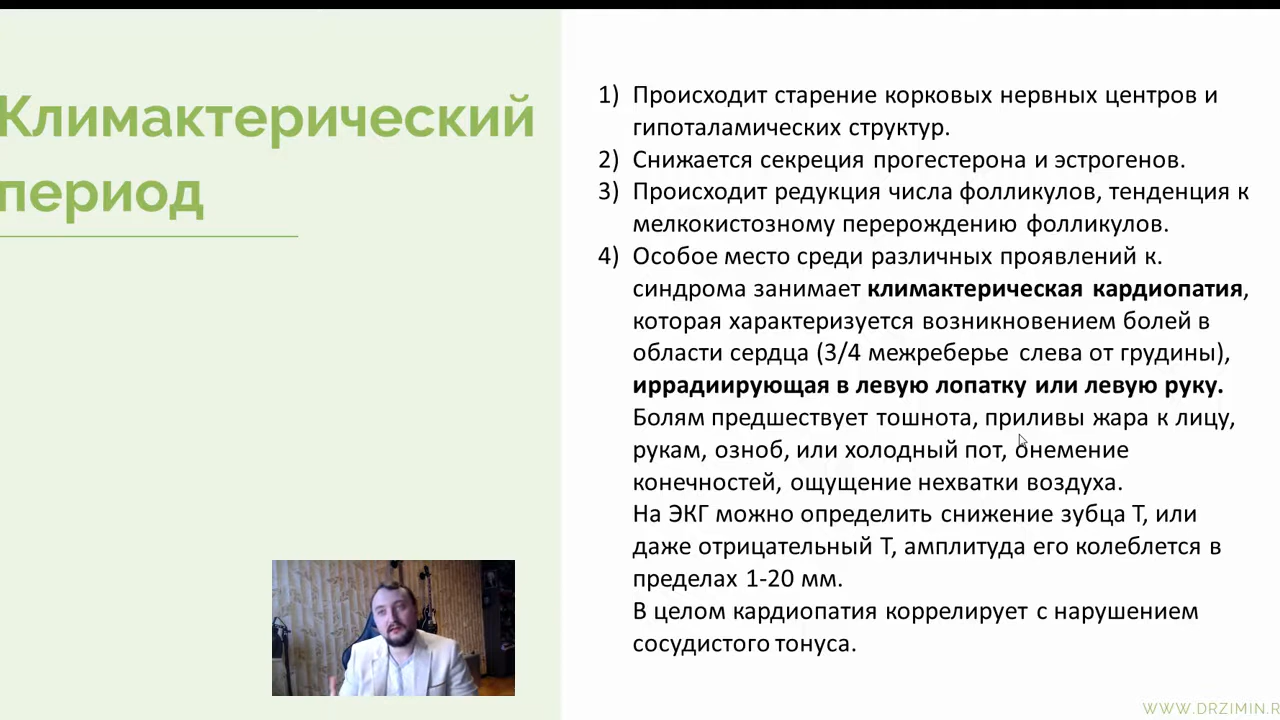 Климактерический
период
1) Происходит старение корковых нервных центров и
гипоталамических структур.
2) Снижается секреция прогестерона и эстрогенов.
3) Происходит редукция числа фолликулов, тенденция к
мелкокистозному перерождению фолликулов.
4) Особое место среди различных проявлений к.
синдрома занимает климактерическая кардиопатия,
которая характеризуется возникновением болей в
области сердца (3/4 межреберье слева от грудины),
иррадиирующая в левую лопатку или левую руку.
Болям предшествует тошнота, приливы жара к лицу,
рукам, озноб, или холодный пот, онемение
конечностей, ощущение нехватки воздуха.
На ЭКГ можно определить снижение зубца Т, или
даже отрицательный Т, амплитуда его колеблется в
пределах 1-20 мм.
В целом кардиопатия коррелирует с нарушением
сосудистого тонуса.
WWW.DRZIMIN.R